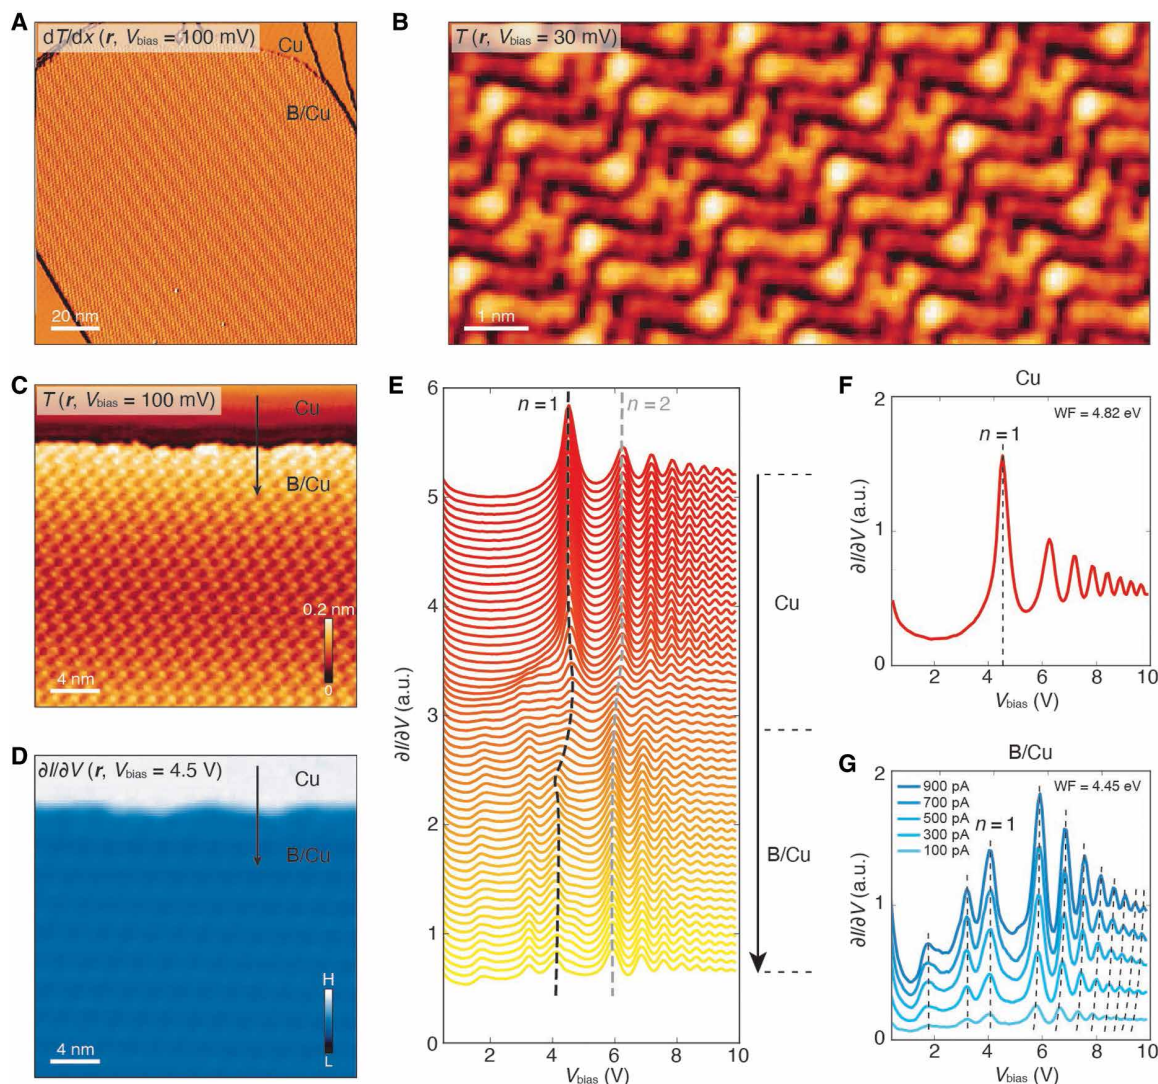 A
dT/dx (r, Vbias = 100 mV)
Cu
B/Cu
20 nm
B
T (r, Vbias = 30 mV)
1 nm
C
T (r, Vbias = 100 mV)
Cu
B/Cu
0.2 nm
0
4 nm
D
∂I/∂V (r, Vbias = 4.5 V)
Cu
B/Cu
H
L
4 nm
E
n = 1
n = 2
6
5
4
3
2
1
0
∂I/∂V (a.u.)
2
4
6
8
10
Vbias (V)
Cu
B/Cu
F
Cu
WF = 4.82 eV
n = 1
2
1
0
∂I/∂V (a.u.)
2
4
6
8
10
Vbias (V)
G
B/Cu
WF = 4.45 eV
900 pA
700 pA
500 pA
300 pA
100 pA
n = 1
2
1
0
∂I/∂V (a.u.)
2
4
6
8
10
Vbias (V)